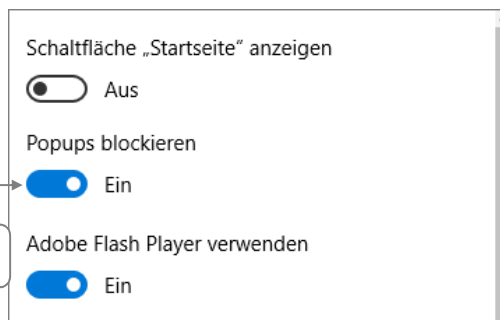 Schaltfläche „Startseite“ anzeigen
Aus
Popups blockieren
Ein
Adobe Flash Player verwenden
Ein